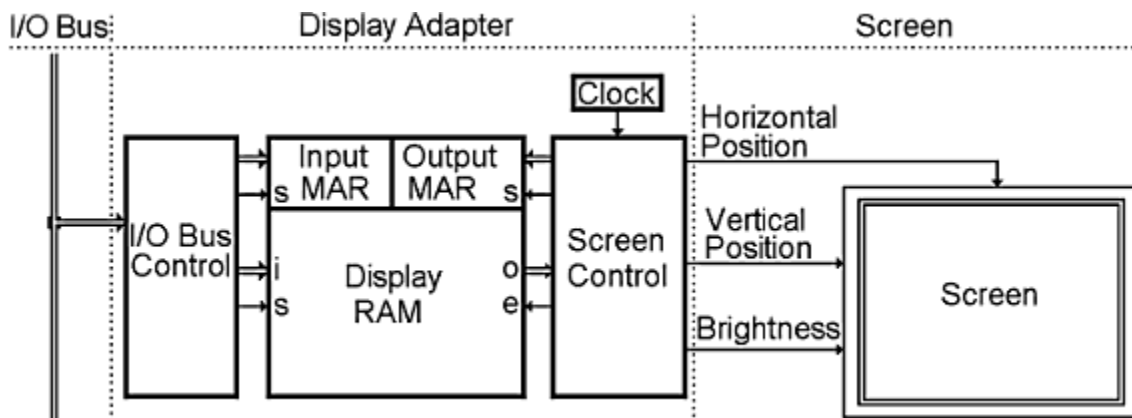 I/O Bus
Display Adapter
Screen
Clock
Horizontal
Position
Input
MAR
s
Output
MAR
s
I/O Bus
Control
i
s
Display
RAM
o
e
Screen
Control
Vertical
Position
Brightness
Screen